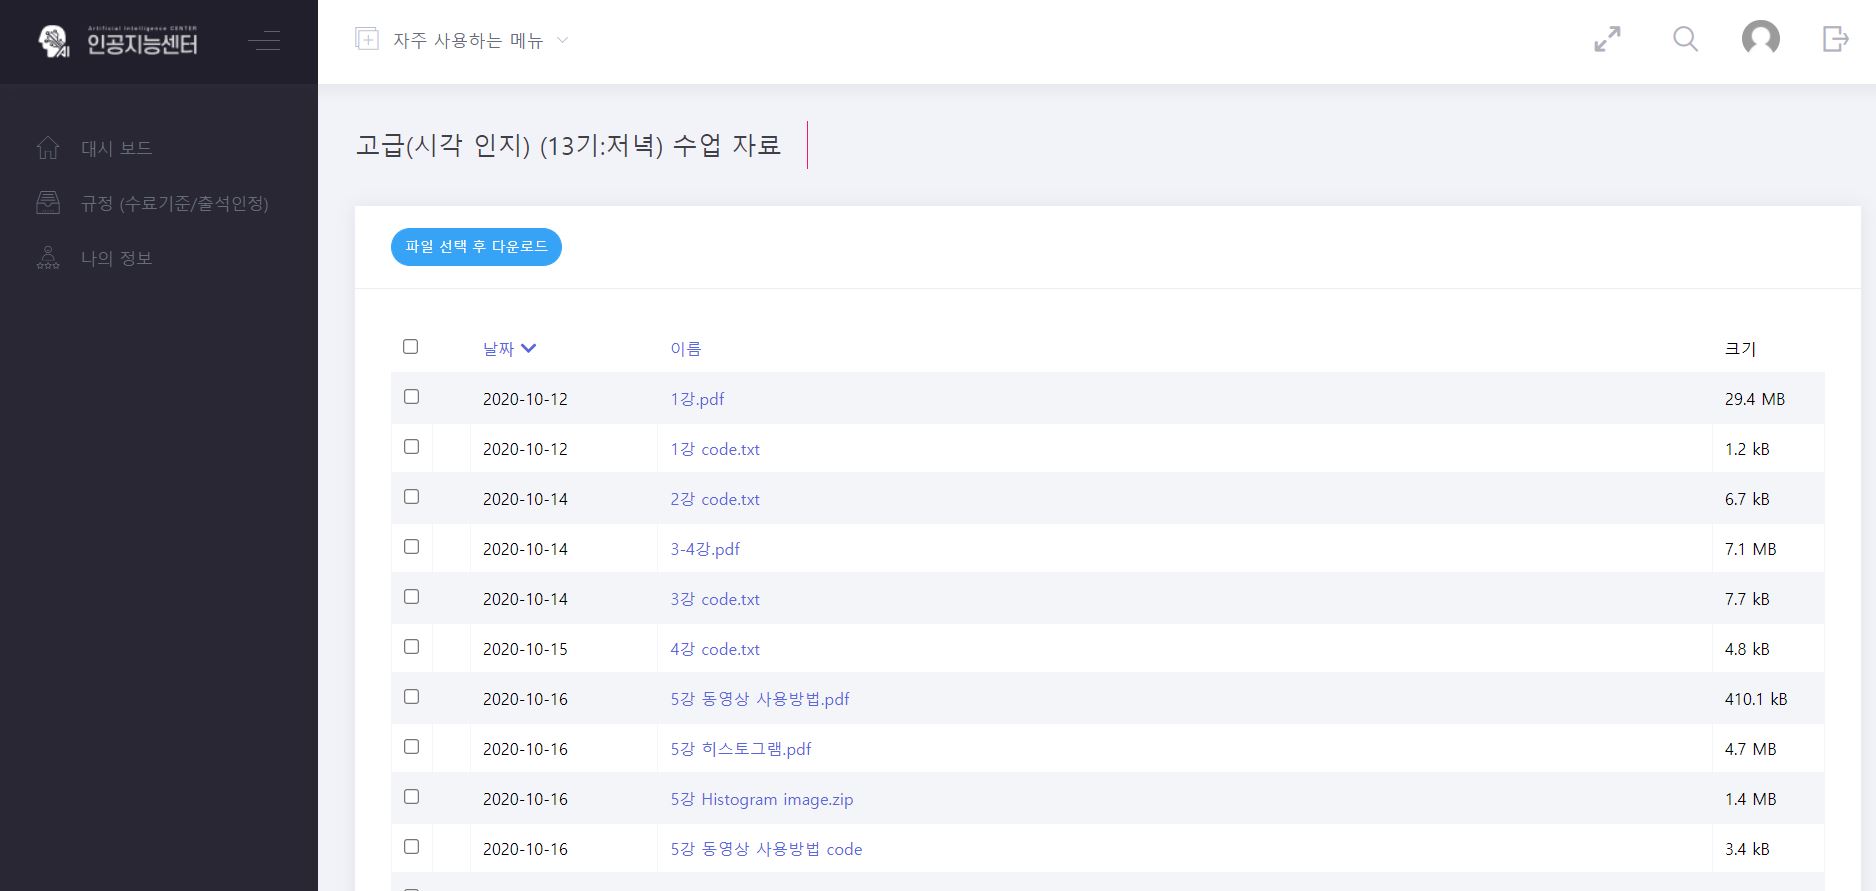 Artificial Intelligence CENTER
AI 인공지능센터
자주 사용하는 메뉴
대시 보드
규정 (수료기준/출석인정)
나의 정보
고급(시각 인지) (13기:저녁) 수업 자료
파일 선택 후 다운로드
날짜 이름 크기
2020-10-12 1강.pdf 29.4 MB
2020-10-12 1강 code.txt 1.2 kB
2020-10-14 2강 code.txt 6.7 kB
2020-10-14 3-4강.pdf 7.1 MB
2020-10-14 3강 code.txt 7.7 kB
2020-10-15 4강 code.txt 4.8 kB
2020-10-16 5강 동영상 사용방법.pdf 410.1 kB
2020-10-16 5강 히스토그램.pdf 4.7 MB
2020-10-16 5강 Histogram image.zip 1.4 MB
2020-10-16 5강 동영상 사용방법 code 3.4 kB